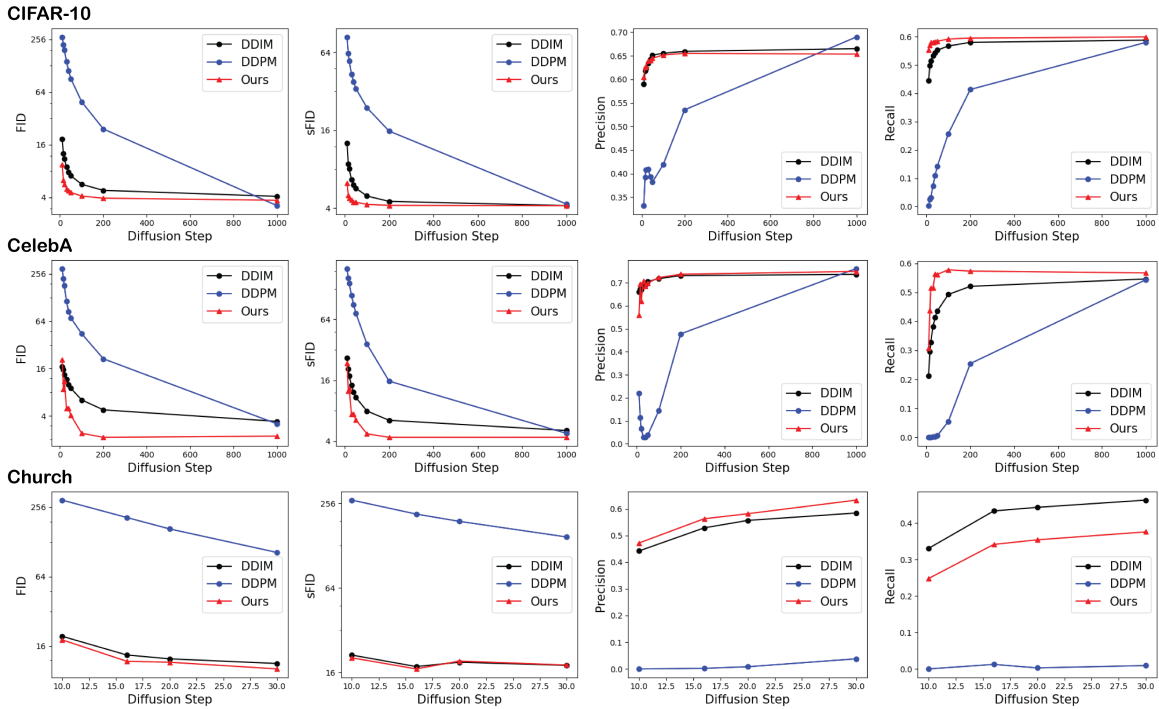 CIFAR-10
256
64
16
4
FID
0 200 400 600 800 1000
Diffusion Step
DDIM
DDPM
Ours
64
16
4
sFID
0 200 400 600 800 1000
Diffusion Step
DDIM
DDPM
Ours
0.70
0.65
0.60
0.55
0.50
0.45
0.40
0.35
Precision
0 200 400 600 800 1000
Diffusion Step
DDIM
DDPM
Ours
0.6
0.5
0.4
0.3
0.2
0.1
0.0
Recall
0 200 400 600 800 1000
Diffusion Step
DDIM
DDPM
Ours
CelebA
256
64
16
4
FID
0 200 400 600 800 1000
Diffusion Step
DDIM
DDPM
Ours
64
16
4
sFID
0 200 400 600 800 1000
Diffusion Step
DDIM
DDPM
Ours
0.7
0.6
0.5
0.4
0.3
0.2
0.1
0.0
Precision
0 200 400 600 800 1000
Diffusion Step
DDIM
DDPM
Ours
0.6
0.5
0.4
0.3
0.2
0.1
0.0
Recall
0 200 400 600 800 1000
Diffusion Step
DDIM
DDPM
Ours
Church
256
64
16
FID
10.0 12.5 15.0 17.5 20.0 22.5 25.0 27.5 30.0
Diffusion Step
DDIM
DDPM
Ours
256
64
16
sFID
10.0 12.5 15.0 17.5 20.0 22.5 25.0 27.5 30.0
Diffusion Step
DDIM
DDPM
Ours
0.6
0.5
0.4
0.3
0.2
0.1
0.0
Precision
10.0 12.5 15.0 17.5 20.0 22.5 25.0 27.5 30.0
Diffusion Step
DDIM
DDPM
Ours
0.4
0.3
0.2
0.1
0.0
Recall
10.0 12.5 15.0 17.5 20.0 22.5 25.0 27.5 30.0
Diffusion Step
DDIM
DDPM
Ours